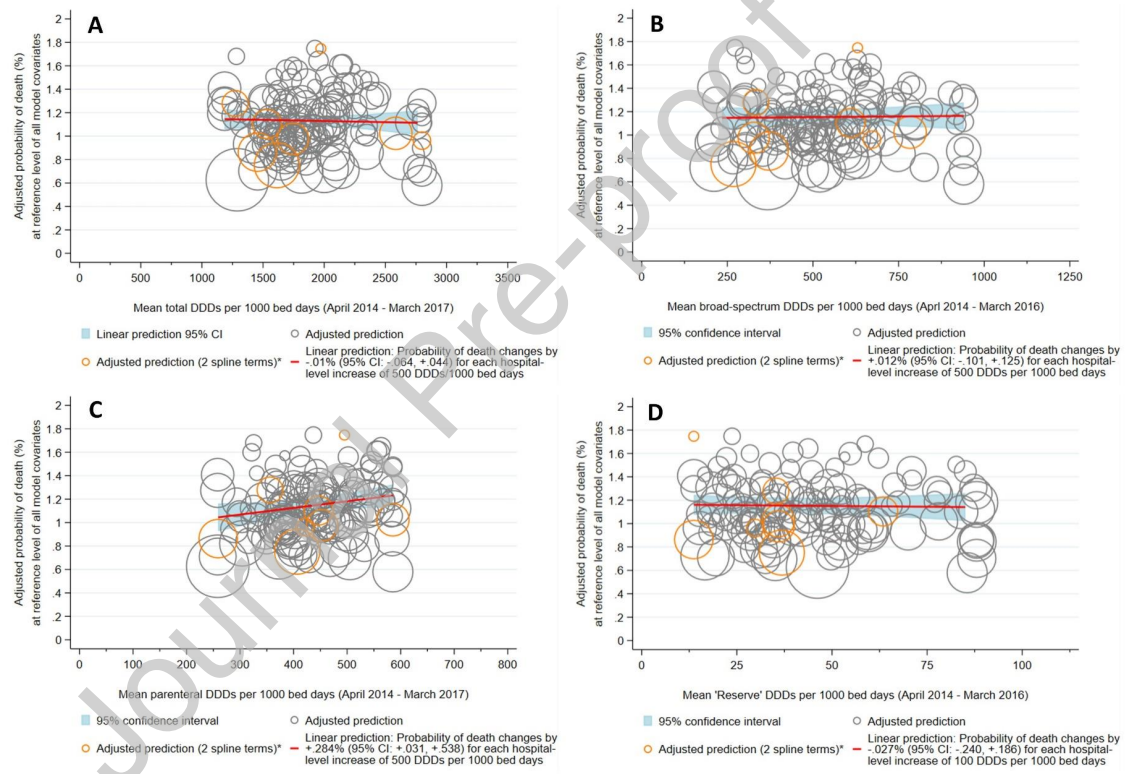 A
Adjusted probability of death (%)
at reference level of all model covariates
2
1.8
1.6
1.4
1.2
1
.8
.6
.4
.2
0
0 500 1000 1500 2000 2500 3000 3500
Mean total DDDs per 1000 bed days (April 2014 - March 2017)
Linear prediction 95% CI
Adjusted prediction
Adjusted prediction (2 spline terms)*
Linear prediction: Probability of death changes by
-.01% (95% CI: -.064, +.044) for each hospital-
level increase of 500 DDDs/1000 bed days
B
Adjusted probability of death (%)
at reference level of all model covariates
2
1.8
1.6
1.4
1.2
1
.8
.6
.4
.2
0
0 250 500 750 1000 1250
Mean broad-spectrum DDDs per 1000 bed days (Aprl 2014 - March 2016)
95% confidence interval
Adjusted prediction
Adjusted prediction (2 spline terms)*
Linear prediction: Probability of death changes by
+.012% (95% CI: -.101, +.125) for each hospital-
level increase of 500 DDDs per 1000 bed days
C
Adjusted probability of death (%)
at reference level of all model covariates
2
1.8
1.6
1.4
1.2
1
.8
.6
.4
.2
0
0 100 200 300 400 500 600 700 800
Mean parenteral DDDs per 1000 bed days (April 2014 - March 2017)
95% confidence interval
Adjusted prediction
Adjusted prediction (2 spline terms)*
Linear prediction: Probability of death changes by
+.284% (95% CI: +.031, +.538) for each hospital-
level increase of 500 DDDs per 1000 bed days
D
Adjusted probability of death (%)
at reference level of all model covariates
2
1.8
1.6
1.4
1.2
1
.8
.6
.4
.2
0
0 25 50 75 100
Mean 'Reserve' DDDs per 1000 bed days (April 2014 - March 2016)
95% confidence interval
Adjusted prediction
Adjusted prediction (2 spline terms)*
Linear prediction: Probability of death changes by
-.027% (95% CI: -.240, +.186) for each hospital-
level increase of 100 DDDs per 1000 bed days
Journal Pre-proof